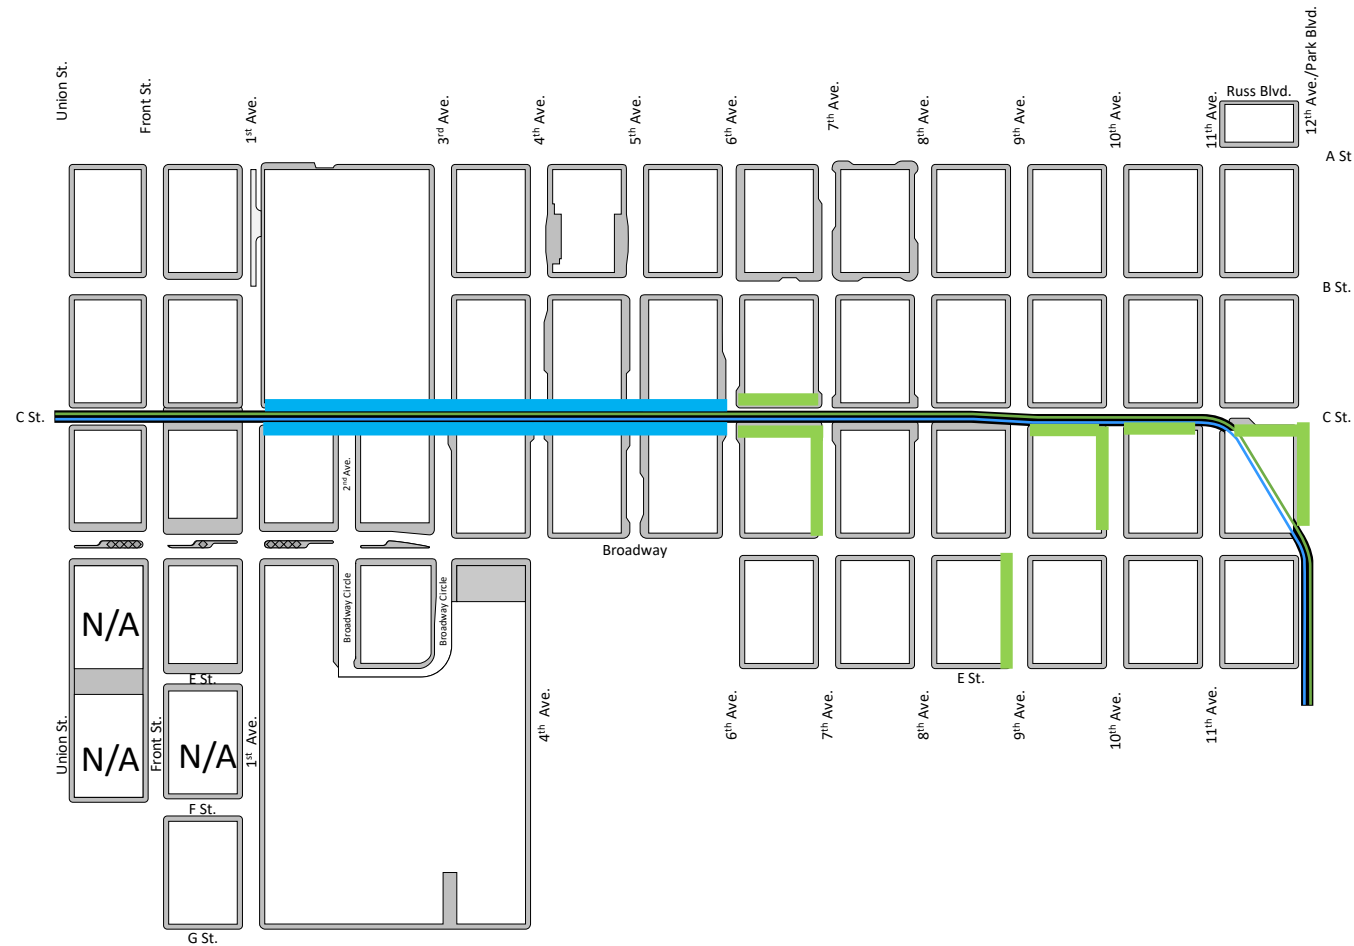 Union St.
Front St.
1st Ave.
3rd Ave.
4th Ave.
5th Ave.
6th Ave.
7th Ave.
8th Ave.
9th Ave.
10th Ave.
11th Ave.
12th Ave./Park Blvd.
Russ Blvd.
A St
B St.
C St.
C St.
2nd Ave.
Broadway
Broadway Circle
Broadway Circle
N/A
E St.
E St.
Union St.
N/A
Front St.
N/A
1st Ave.
4th Ave.
6th Ave.
7th Ave.
8th Ave.
9th Ave.
10th Ave.
11th Ave.
F St.
G St.